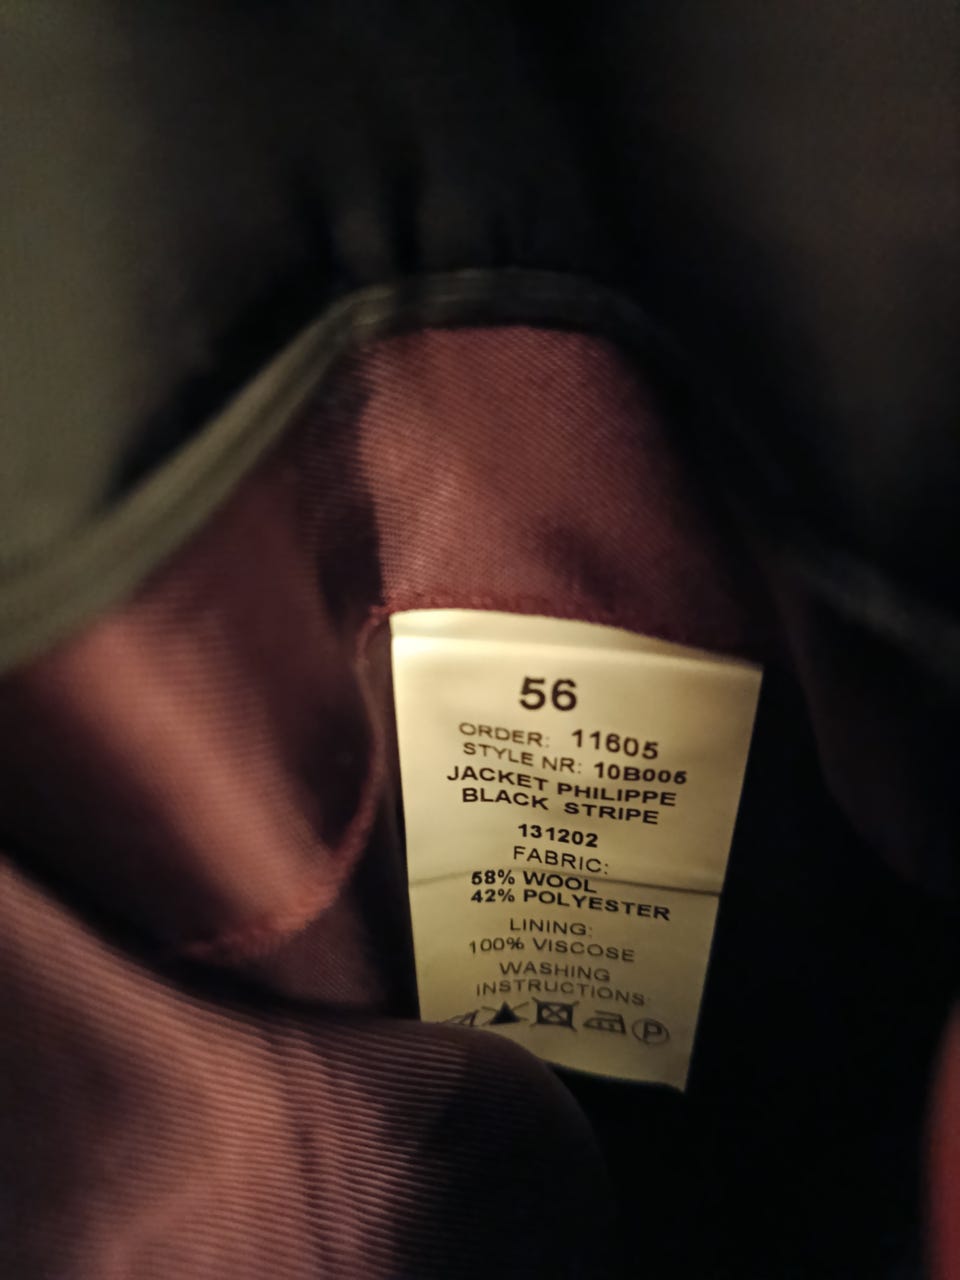 56
ORDER: 11605
STYLE NR: 10B006
JACKET PHILIPPE
BLACK STRIPE
131202
FABRIC:
58% WOOL
42% POLYESTER
LINING:
100% VISCOSE
WASHING
INSTRUCTIONS:
P